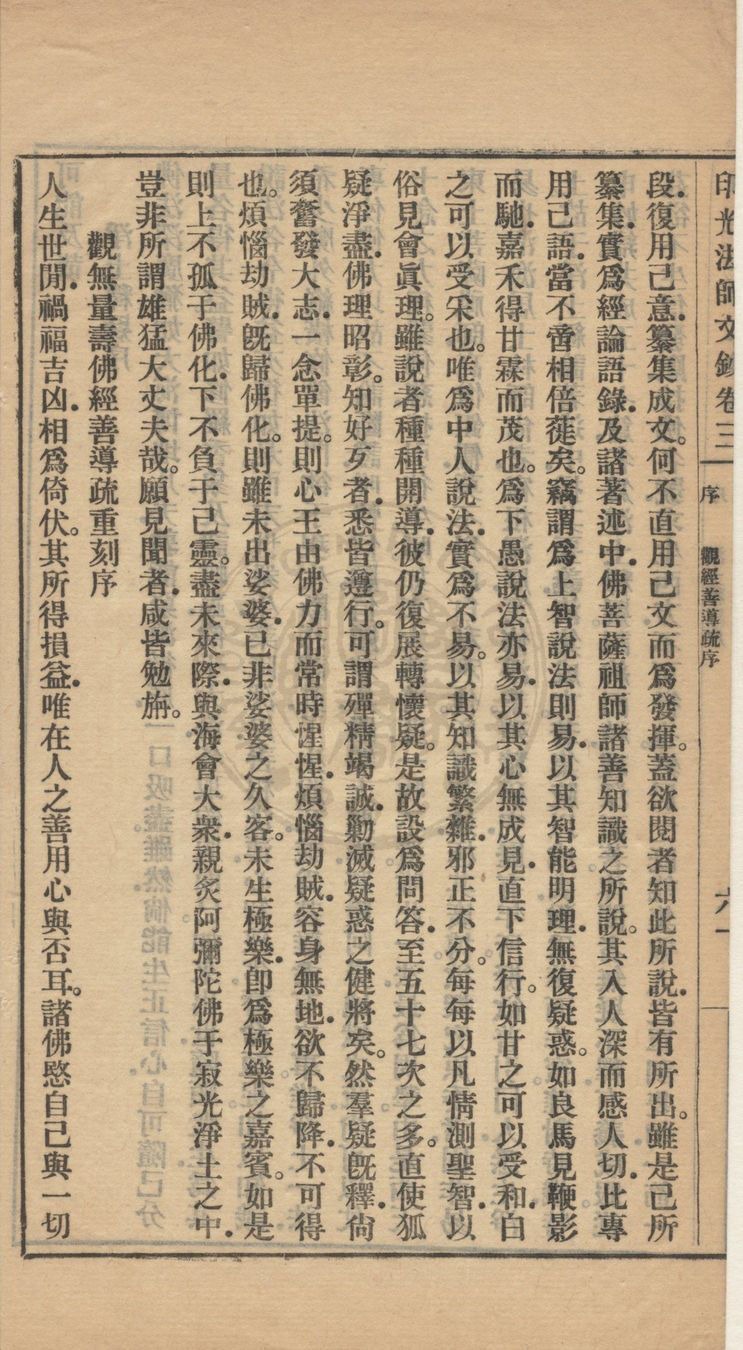 印光法師文鈔卷三 序 觀經善導疏序 六一
段．復用己意．纂集成文。何不直用己文而爲發揮。蓋欲閱者知此所說．皆有所出。雖是己所
纂集．實爲經論語錄．及諸著述中．佛菩薩祖師諸善知識之所說。其入人深而感人切．比專
用己語．當不啻相倍蓰矣。竊謂爲上智說法則易．以其智能明理．無復疑惑。如良馬見鞭影
而馳．嘉禾得甘霖而茂也。爲下愚說法亦易．以其心無成見．直下信行。如甘之可以受和．白
之可以受采也。唯爲中人說法．實爲不易。以其知識繁雜．邪正不分。每每以凡情測聖智．以
俗見會眞理。雖說者種種開導．彼仍復展轉懷疑。是故設爲問答．至五十七次之多。直使狐
疑淨盡．佛理昭彰。知好歹者．悉皆遵行。可謂殫精竭誠．勦滅疑惑之健將矣。然羣疑旣釋．尙
須奮發大志．一念單提。則心王由佛力而常時惺惺．煩惱劫賊．容身無地．欲不歸降．不可得
也。煩惱劫賊．旣歸佛化。則雖未出娑婆．已非娑婆之久客。未生極樂．卽爲極樂之嘉賓。如是
則上不孤于佛化．下不負于己靈。盡未來際．與海會大衆．親炙阿彌陀佛于寂光淨土之中．
豈非所謂雄猛大丈夫哉。願見聞者．咸皆勉旃。
觀無量壽佛經善導疏重刻序
人生世閒．禍福吉凶．相爲倚伏。其所得損益．唯在人之善用心與否耳。諸佛愍自己與一切